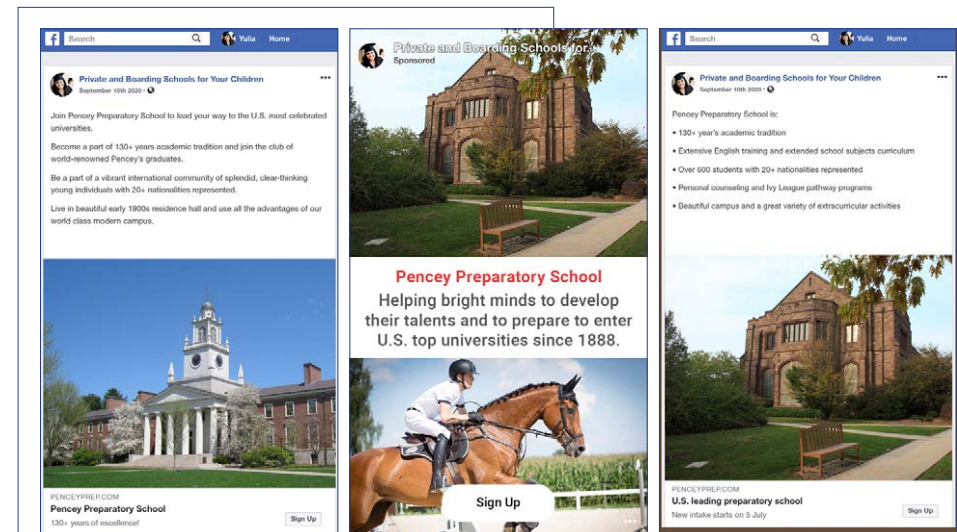 Search
Yulia Home
Private and Boarding Schools for Your Children
September 10th 2020
Join Pencey Preparatory School to lead your way to the U.S. most celebrated
universities.
Become a part of 130+ years academic tradition and join the club of
world-renowned Pencey's graduates.
Be a part of a vibrant international community of splendid, clear-thinking
young individuals with 20+ nationalities represented.
Live in beautiful early 1900s residence hall and use all the advantages of our
world class modern campus.
PENCEYPREP.COM
Pencey Preparatory School
130+ years of excellence!
Sign Up
Private and Boarding Schools for...
Sponsored
Pencey Preparatory School
Helping bright minds to develop
their talents and to prepare to enter
U.S. top universities since 1888.
Sign Up
Search
Yulia Home
Private and Boarding Schools for Your Children
September 10th 2020
Pencey Preparatory School is:
• 130+ year's academic tradition
• Extensive English training and extended school subjects curriculum
• Over 600 students with 20+ nationalities represented
• Personal counseling and Ivy League pathway programs
• Beautiful campus and a great variety of extracurricular activities
PENCEYPREP.COM
U.S. leading preparatory school
New intake starts on 5 July
Sign Up